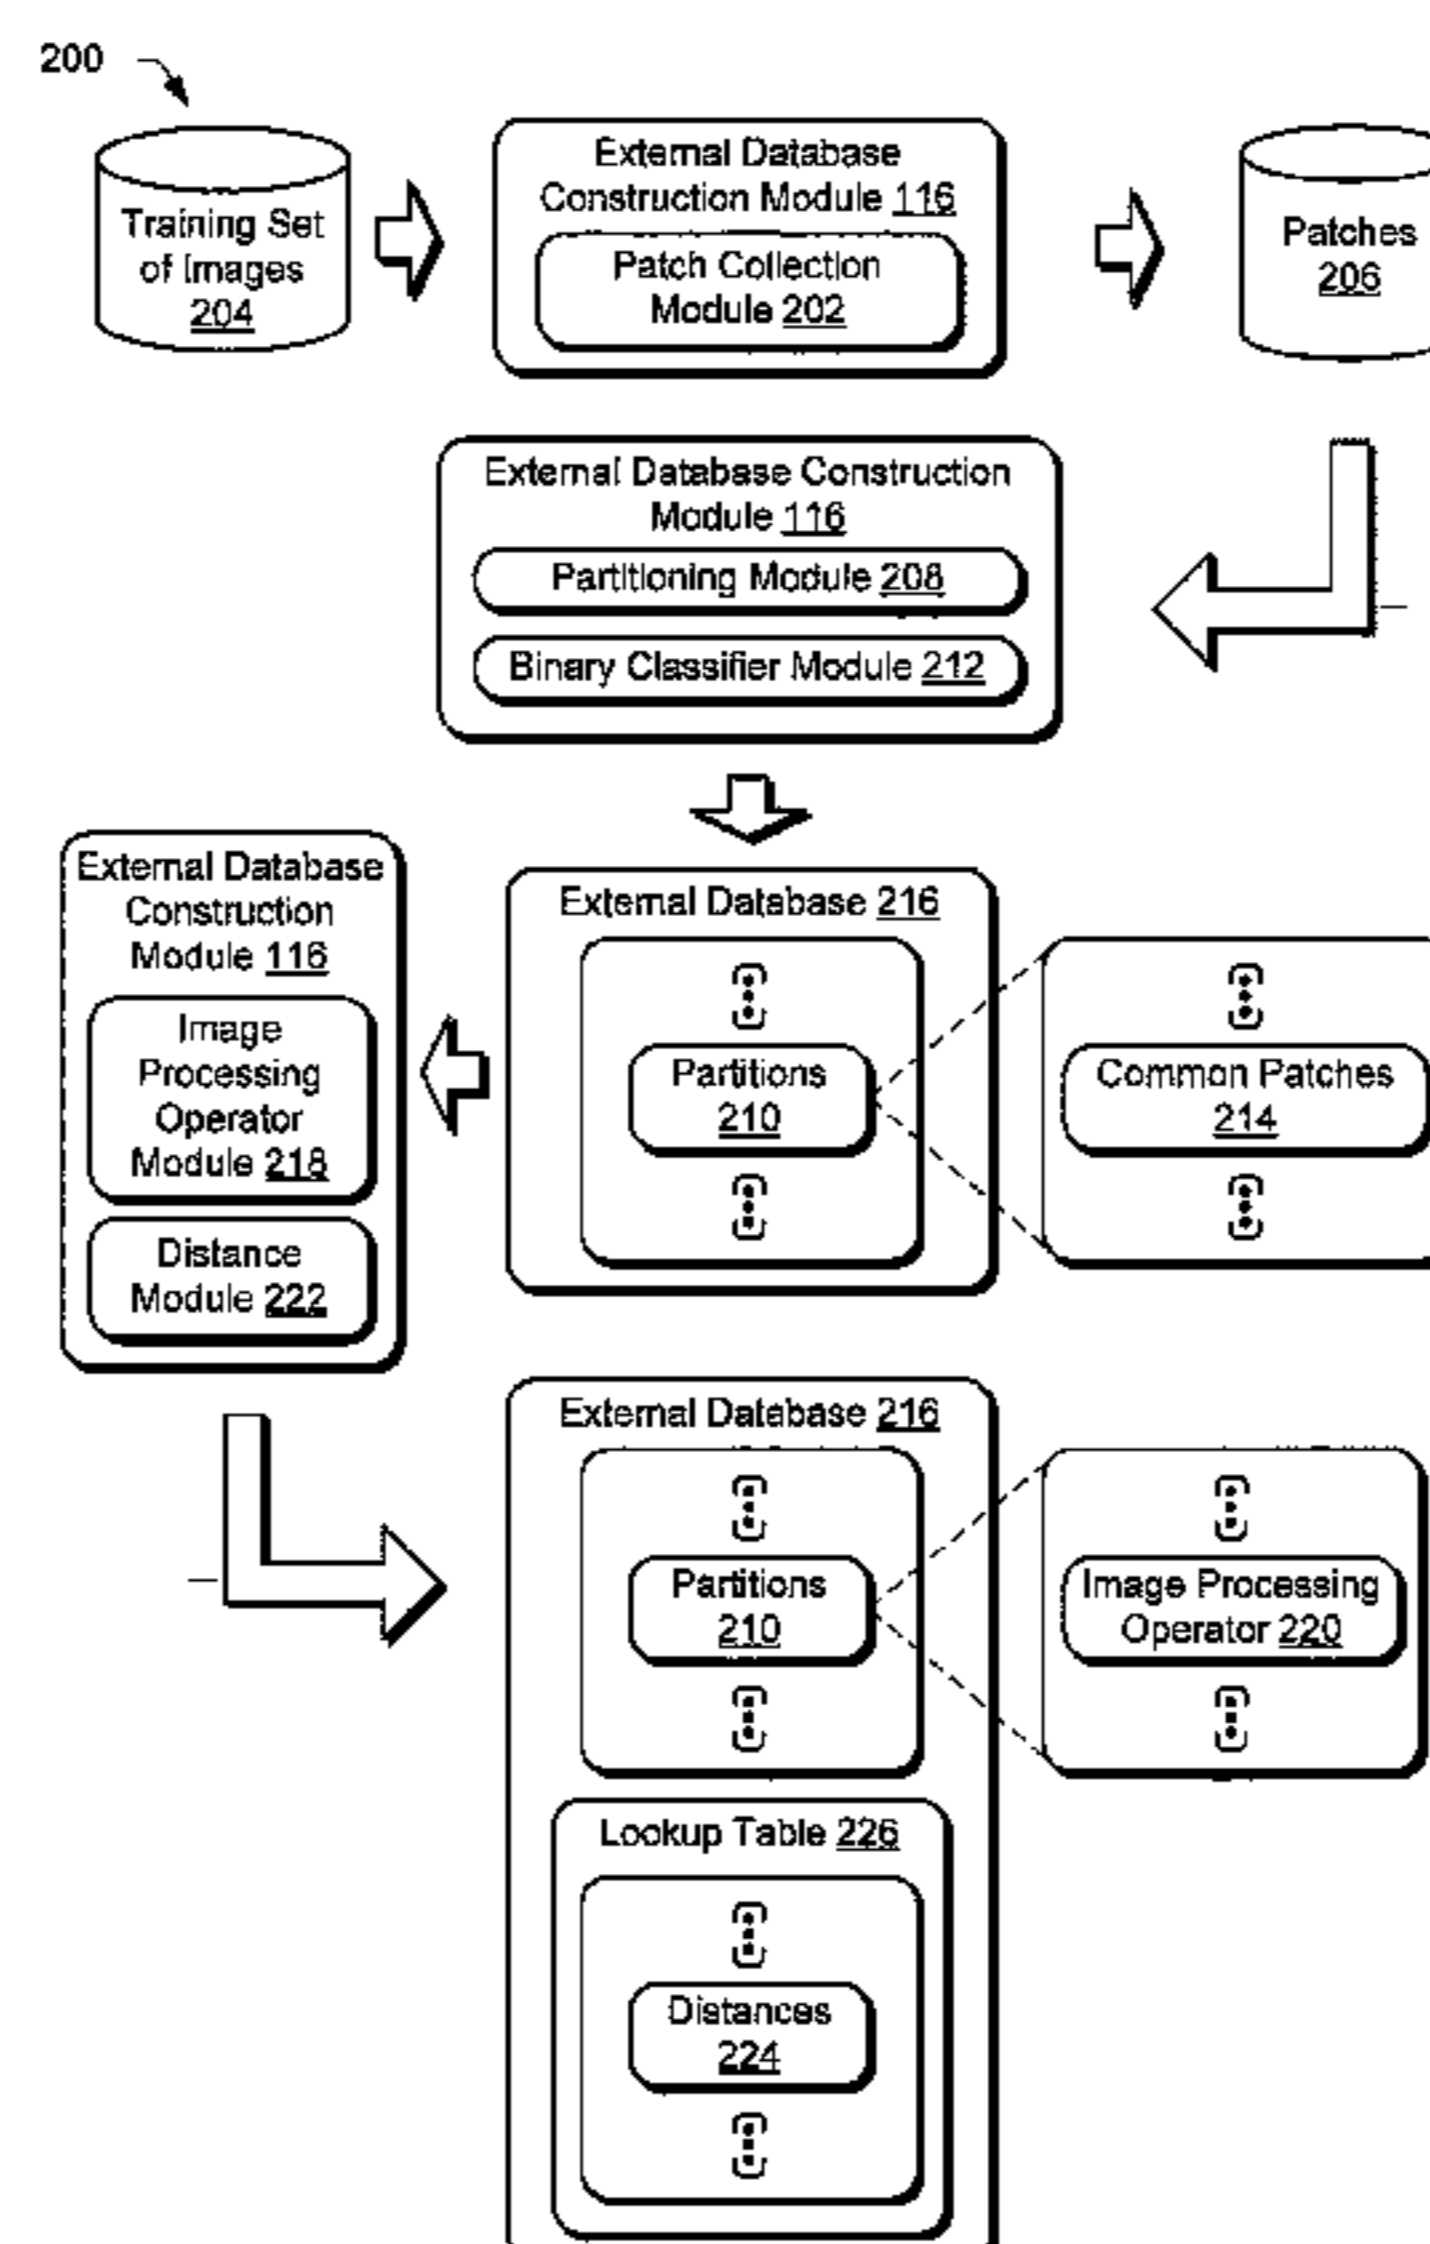 200
Training Set
of Images
204
External Database
Construction Module 116
Patch Collection
Module 202
Patches
206
External Database Construction
Module 116
Partitioning Module 208
Binary Classifier Module 212
External Database
Construction
Module 116
Image
Processing
Operator
Module 218
Distance
Module 222
External Database 216
Partitions
210
Common Patches
214
External Database 216
Partitions
210
Image Processing
Operator 220
Lookup Table 226
Distances
224